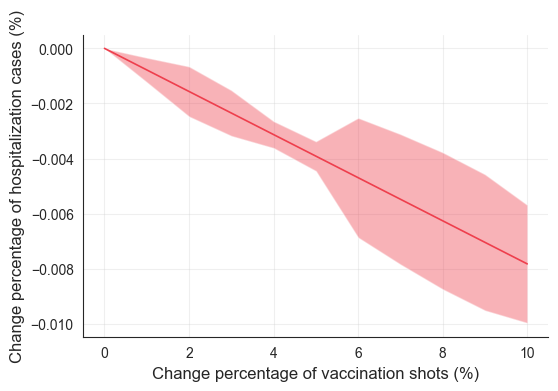 Change percentage of hospitalization cases (%)
0.000
−0.002
−0.004
−0.006
−0.008
−0.010
0 2 4 6 8 10
Change percentage of vaccination shots (%)